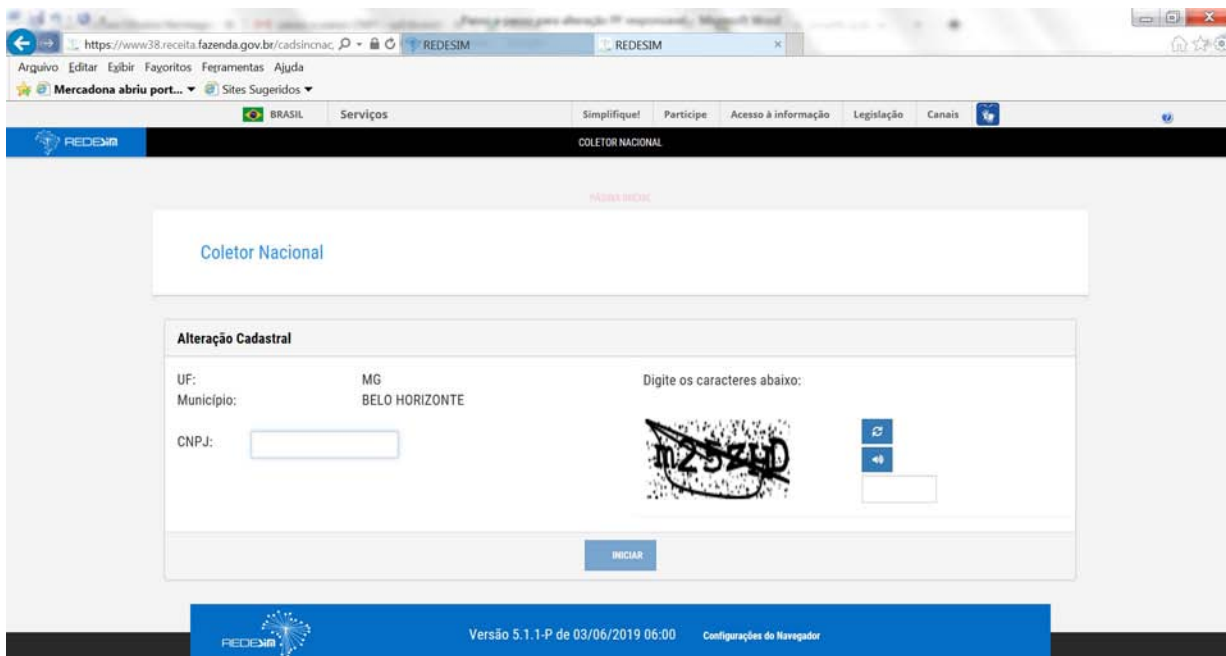 https://www38.receita.fazenda.gov.br/cadsincnac
REDESIM
REDESIM
Arquivo Editar Exibir Favoritos Ferramentas Ajuda
Mercadona abriu port... Sites Sugeridos
BRASIL Serviços Simplifique! Participe Acesso à informação Legislação Canais
REDESIM COLETOR NACIONAL
PÁGINA INICIAL
Coletor Nacional
Alteração Cadastral
UF: MG Digite os caracteres abaixo:
Município: BELO HORIZONTE
CNPJ:
INICIAR
REDESIM Versão 5.1.1-P de 03/06/2019 06:00 Configurações do Navegador